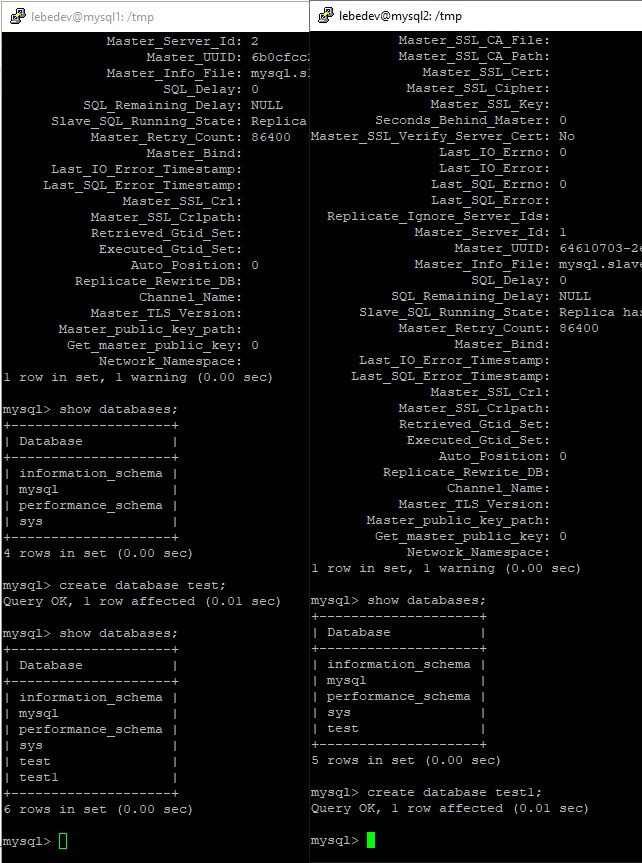 lebedev@mysql1: /tmp
Master_Server_Id: 2
Master_UUID: 6b0cfcc
Master_Info_File: mysql.sl
SQL_Delay: 0
SQL_Remaining_Delay: NULL
Slave_SQL_Running_State: Replica
Master_Retry_Count: 86400
Master_Bind:
Last_IO_Error_Timestamp:
Last_SQL_Error_Timestamp:
Master_SSL_Crl:
Master_SSL_Crlpath:
Retrieved_Gtid_Set:
Executed_Gtid_Set:
Auto_Position: 0
Replicate_Rewrite_DB:
Channel_Name:
Master_TLS_Version:
Master_public_key_path:
Get_master_public_key: 0
Network_Namespace:
1 row in set, 1 warning (0.00 sec)
mysql> show databases;
+--------------------+
| Database           |
+--------------------+
| information_schema |
| mysql              |
| performance_schema |
| sys                |
+--------------------+
4 rows in set (0.00 sec)
mysql> create database test;
Query OK, 1 row affected (0.01 sec)
mysql> show databases;
+--------------------+
| Database           |
+--------------------+
| information_schema |
| mysql              |
| performance_schema |
| sys                |
| test               |
| test1              |
+--------------------+
6 rows in set (0.00 sec)
mysql>
lebedev@mysql2: /tmp
Master_SSL_CA_File:
Master_SSL_CA_Path:
Master_SSL_Cert:
Master_SSL_Cipher:
Master_SSL_Key:
Seconds_Behind_Master: 0
Master_SSL_Verify_Server_Cert: No
Last_IO_Errno: 0
Last_IO_Error:
Last_SQL_Errno: 0
Last_SQL_Error:
Replicate_Ignore_Server_Ids:
Master_Server_Id: 1
Master_UUID: 64610703-2e
Master_Info_File: mysql.slave
SQL_Delay: 0
SQL_Remaining_Delay: NULL
Slave_SQL_Running_State: Replica has
Master_Retry_Count: 86400
Master_Bind:
Last_IO_Error_Timestamp:
Last_SQL_Error_Timestamp:
Master_SSL_Crl:
Master_SSL_Crlpath:
Retrieved_Gtid_Set:
Executed_Gtid_Set:
Auto_Position: 0
Replicate_Rewrite_DB:
Channel_Name:
Master_TLS_Version:
Master_public_key_path:
Get_master_public_key: 0
Network_Namespace:
1 row in set, 1 warning (0.00 sec)
mysql> show databases;
+--------------------+
| Database           |
+--------------------+
| information_schema |
| mysql              |
| performance_schema |
| sys                |
| test               |
+--------------------+
5 rows in set (0.00 sec)
mysql> create database test1;
Query OK, 1 row affected (0.01 sec)
mysql>